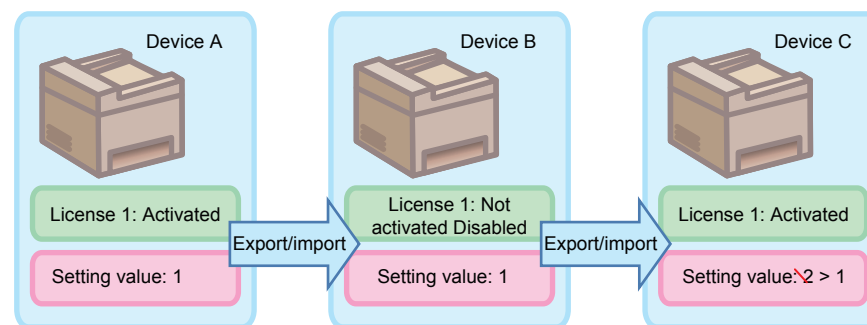 Device A
Device B
Device C
License 1: Activated
License 1: Not
activated Disabled
License 1: Activated
Export/import
Export/import
Setting value: 1
Setting value: 1
Setting value: 2 > 1